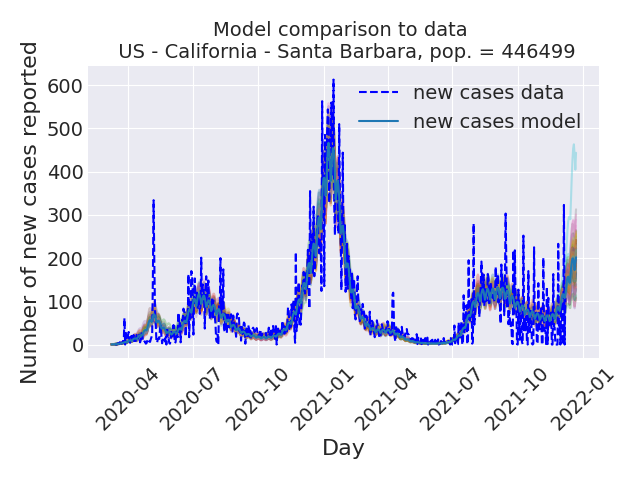 Model comparison to data
US - California - Santa Barbara, pop. = 446499
Number of new cases reported
600
500
400
300
200
100
0
new cases data
new cases model
2020-04
2020-07
2020-10
2021-01
2021-04
2021-07
2021-10
2022-01
Day